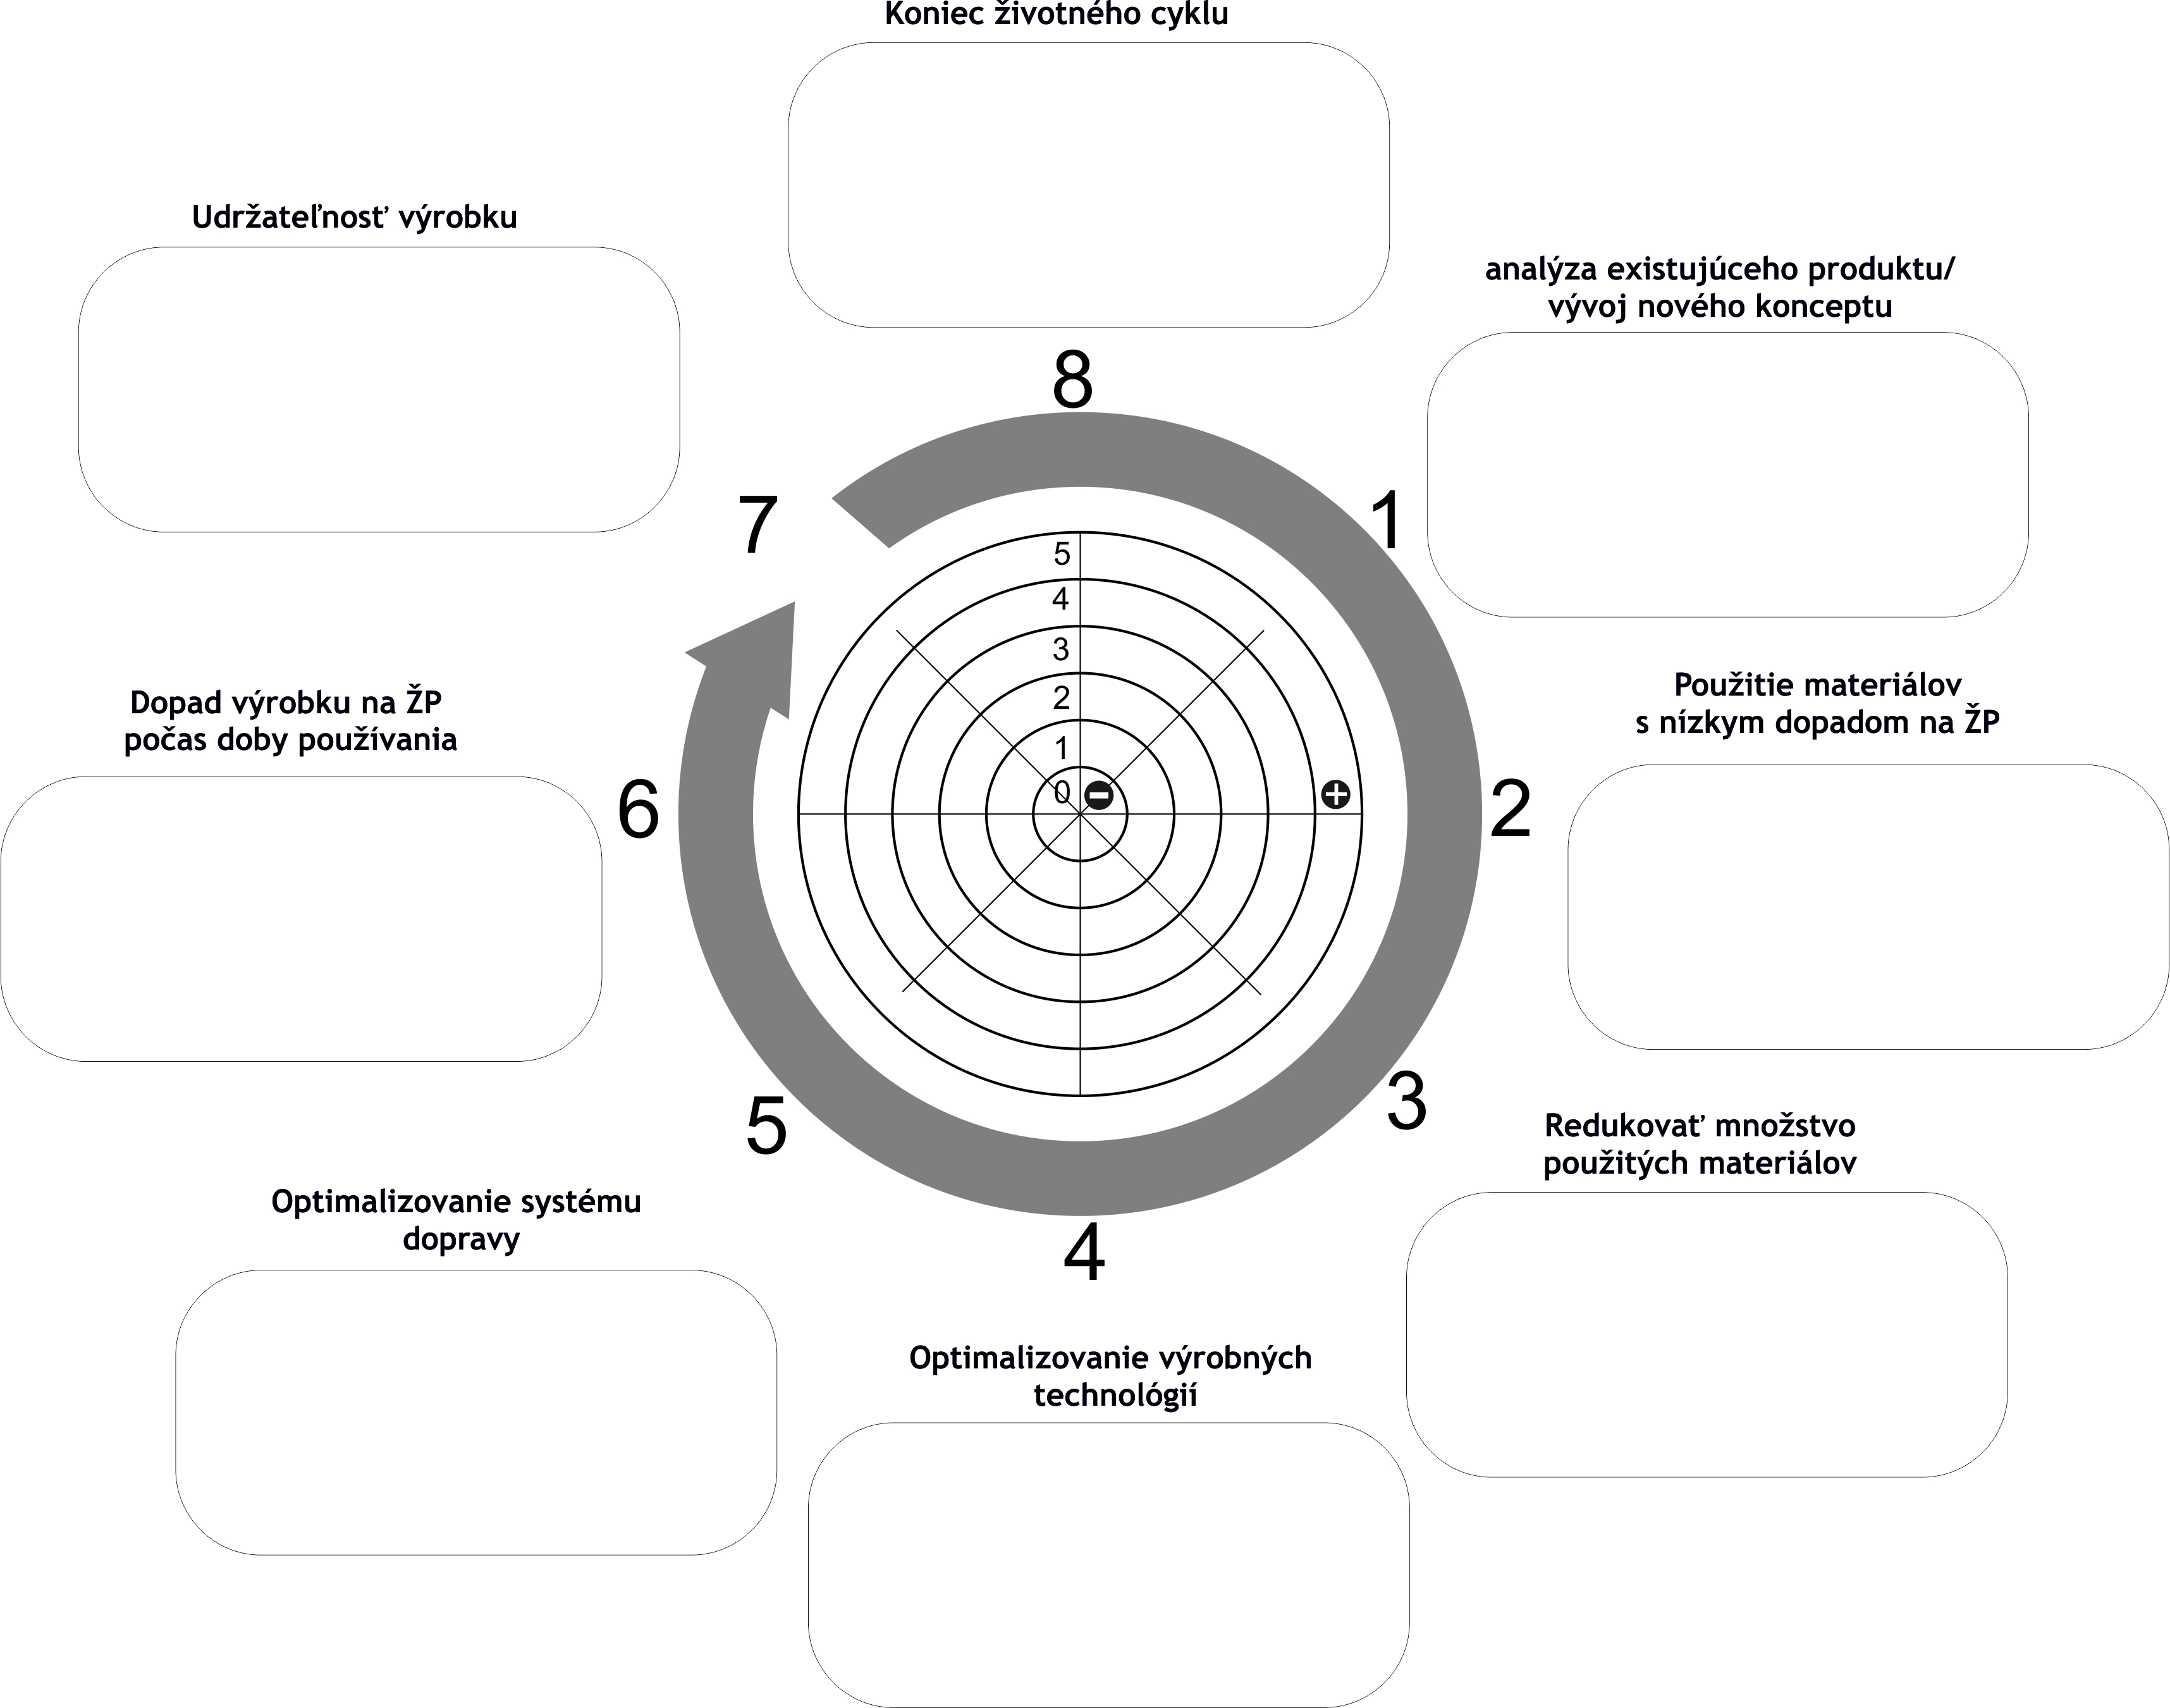 Koniec životného cyklu
Udržateľnosť výrobku
analýza existujúceho produktu/
vývoj nového konceptu
8
7
1
5
4
3
2
1
0
Dopad výrobku na ŽP
počas doby používania
Použitie materiálov
s nízkym dopadom na ŽP
6
2
5
3
Redukovať množstvo
použitých materiálov
Optimalizovanie systému
dopravy
4
Optimalizovanie výrobných
technológií